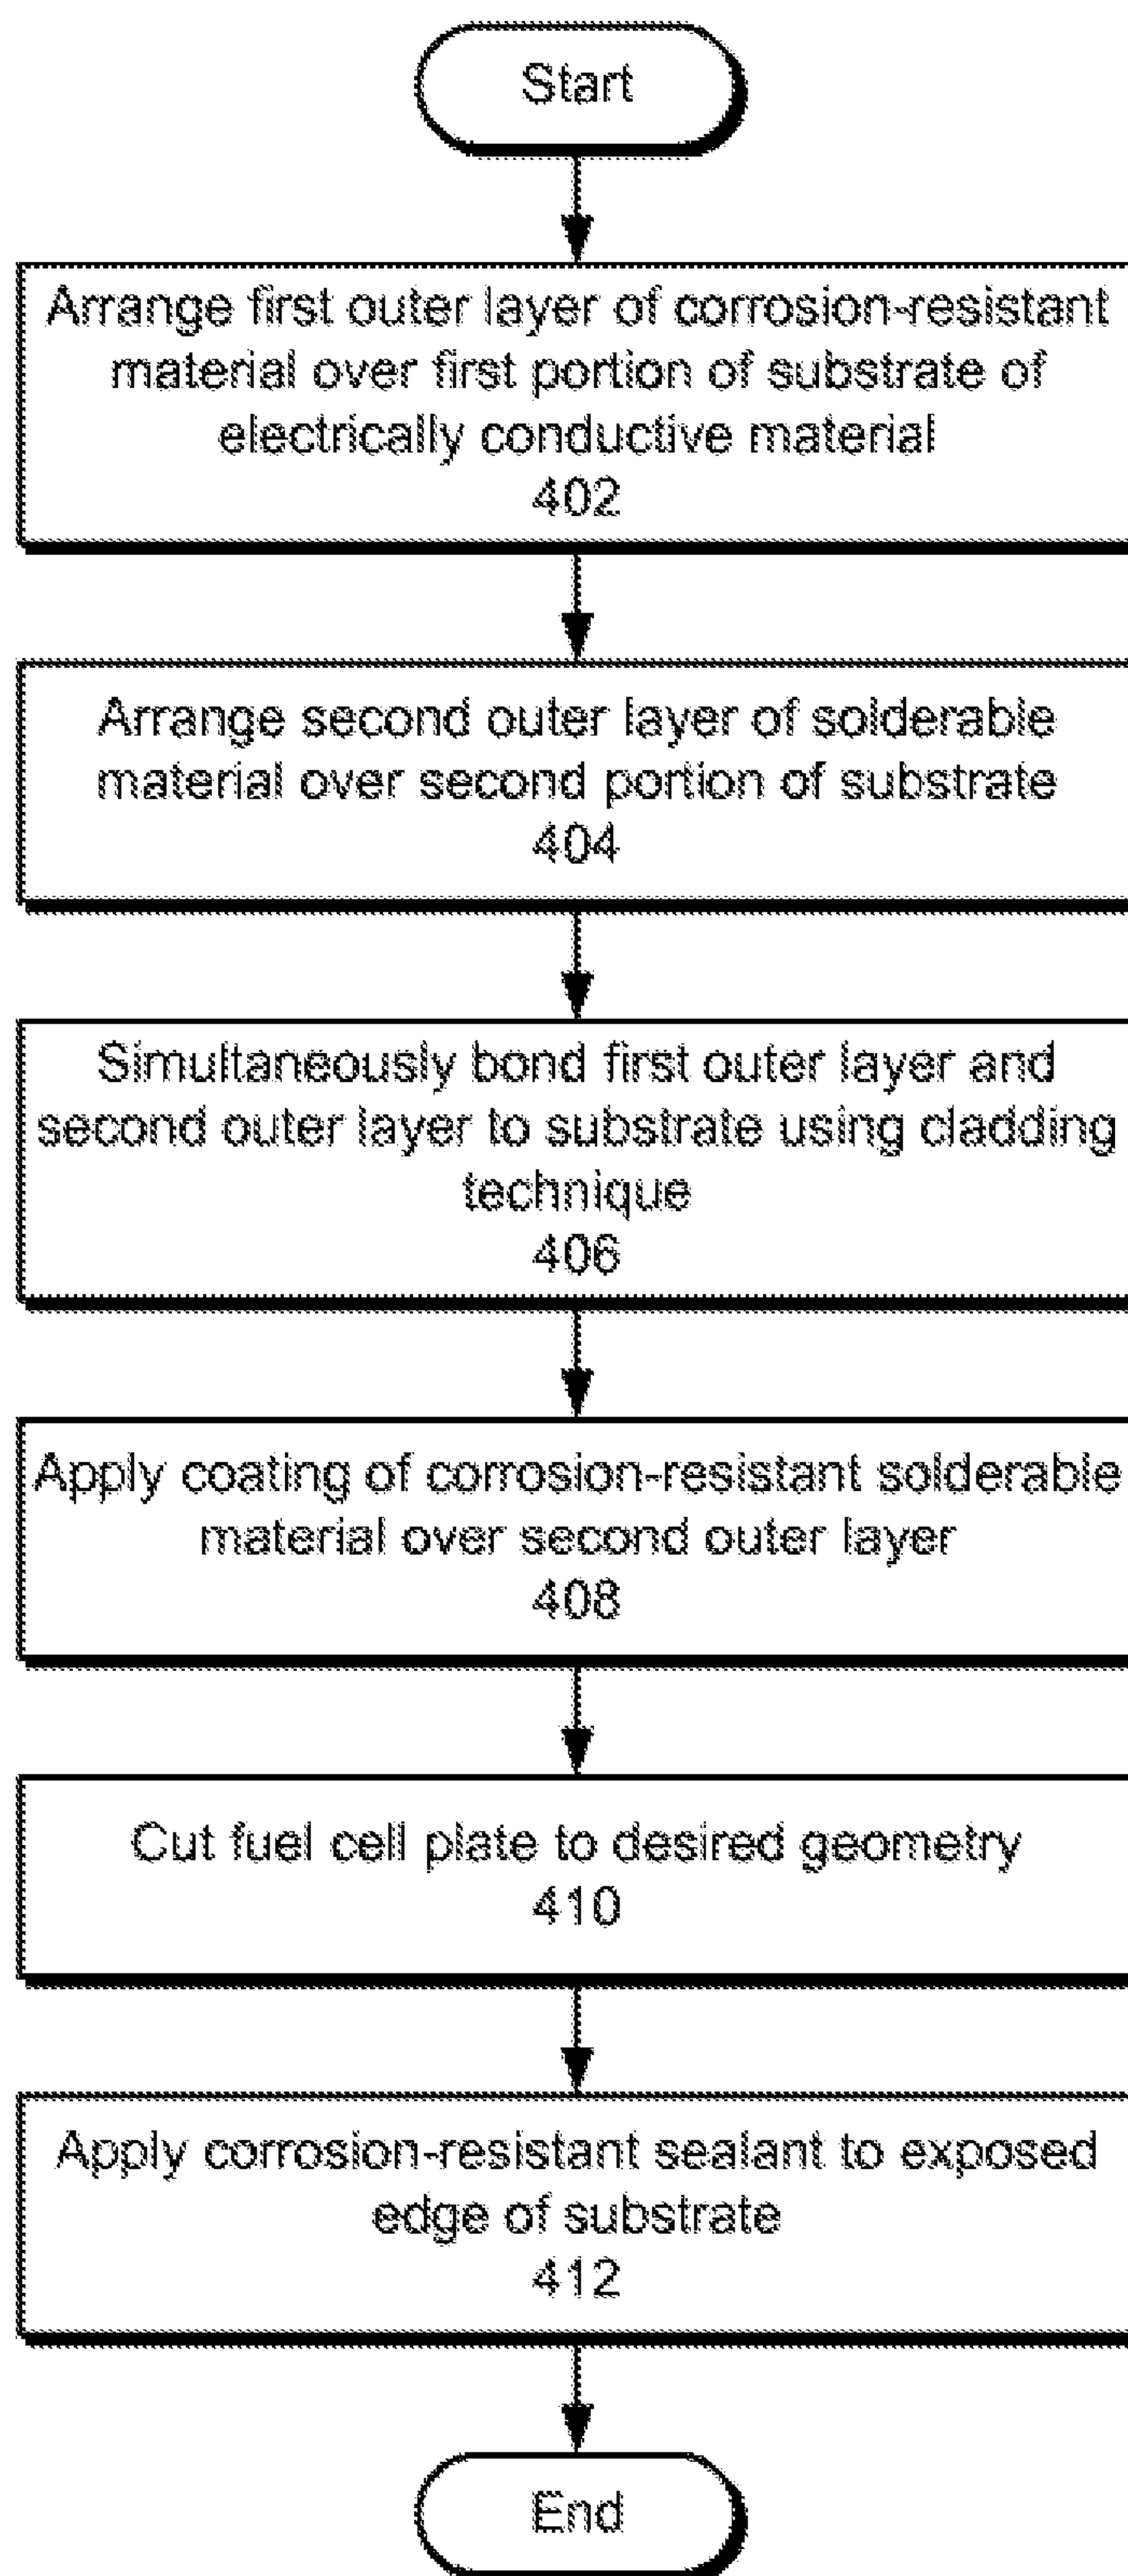 Start
Arrange first outer layer of corrosion-resistant
material over first portion of substrate of
electrically conductive material
402
Arrange second outer layer of solderable
material over second portion of substrate
404
Simultaneously bond first outer layer and
second outer layer to substrate using cladding
technique
406
Apply coating of corrosion-resistant solderable
material over second outer layer
408
Cut fuel cell plate to desired geometry
410
Apply corrosion-resistant sealant to exposed
edge of substrate
412
End